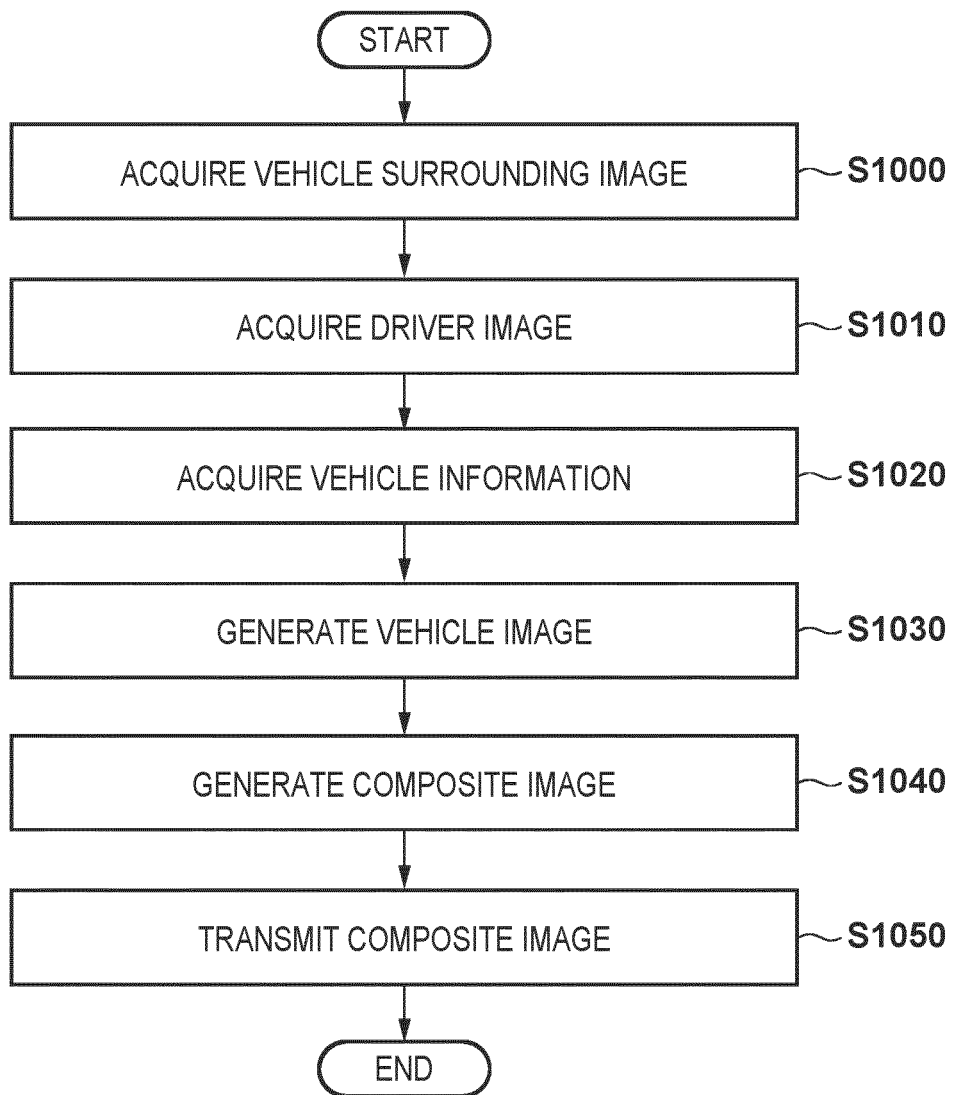 START
ACQUIRE VEHICLE SURROUNDING IMAGE
S1000
ACQUIRE DRIVER IMAGE
S1010
ACQUIRE VEHICLE INFORMATION
S1020
GENERATE VEHICLE IMAGE
S1030
GENERATE COMPOSITE IMAGE
S1040
TRANSMIT COMPOSITE IMAGE
S1050
END